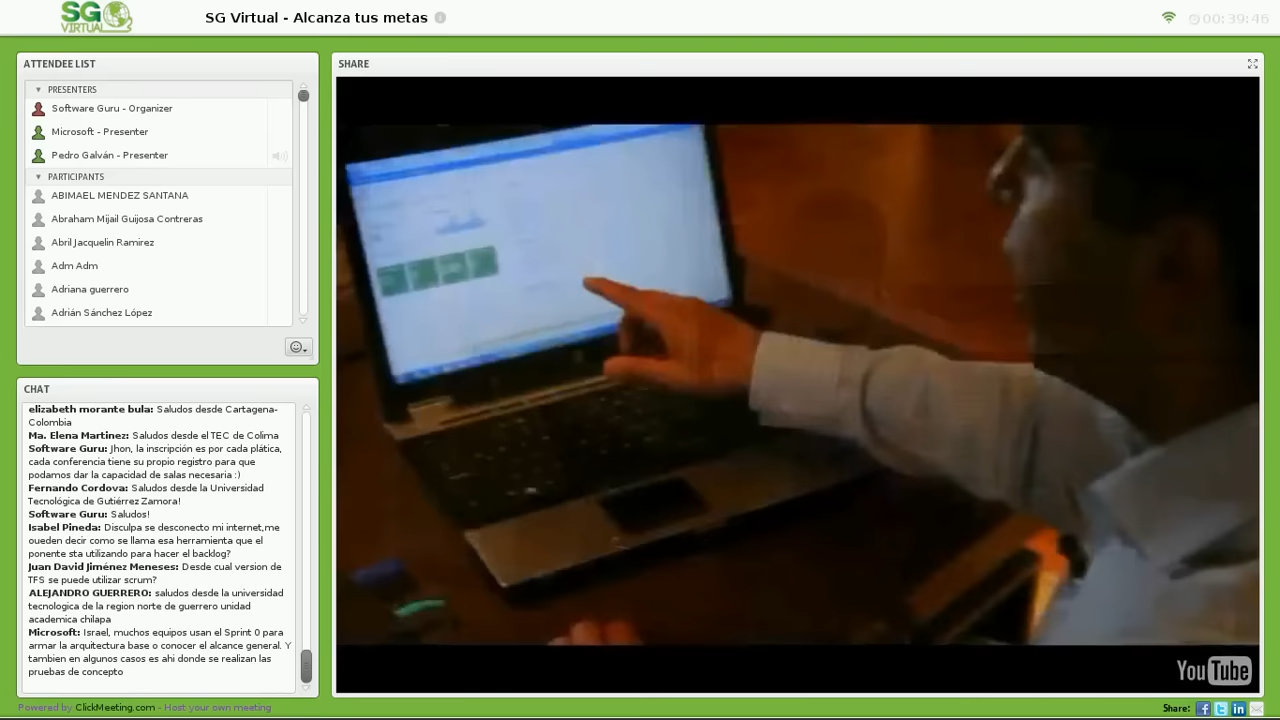 SG
VIRTUAL
SG Virtual - Alcanza tus metas
00:39:46
ATTENDEE LIST
PRESENTERS
Software Guru - Organizer
Microsoft - Presenter
Pedro Galván - Presenter
PARTICIPANTS
ABIMAEL MENDEZ SANTANA
Abraham Mijail Guijosa Contreras
Abril Jacquelin Ramirez
Adm Adm
Adriana guerrero
Adrián Sánchez López
CHAT
elizabeth morante bula: Saludos desde Cartagena-
Colombia
Ma. Elena Martinez: Saludos desde el TEC de Colima
Software Guru: Jhon, la inscripción es por cada plática,
cada conferencia tiene su propio registro para que
podamos dar la capacidad de salas necesaria :)
Fernando Cordova: Saludos desde la Universidad
Tecnológica de Gutiérrez Zamora!
Software Guru: Saludos!
Isabel Pineda: Disculpa se desconecto mi internet,me
oueden decir como se llama esa herramienta que el
ponente sta utilizando para hacer el backlog?
Juan David Jiménez Meneses: Desde cual version de
TFS se puede utilizar scrum?
ALEJANDRO GUERRERO: saludos desde la universidad
tecnologica de la region norte de guerrero unidad
academica chilapa
Microsoft: Israel, muchos equipos usan el Sprint 0 para
armar la arquitectura base o conocer el alcance general. Y
tambien en algunos casos es ahi donde se realizan las
pruebas de concepto
SHARE
YouTube
Powered by ClickMeeting.com - Host your own meeting
Share: